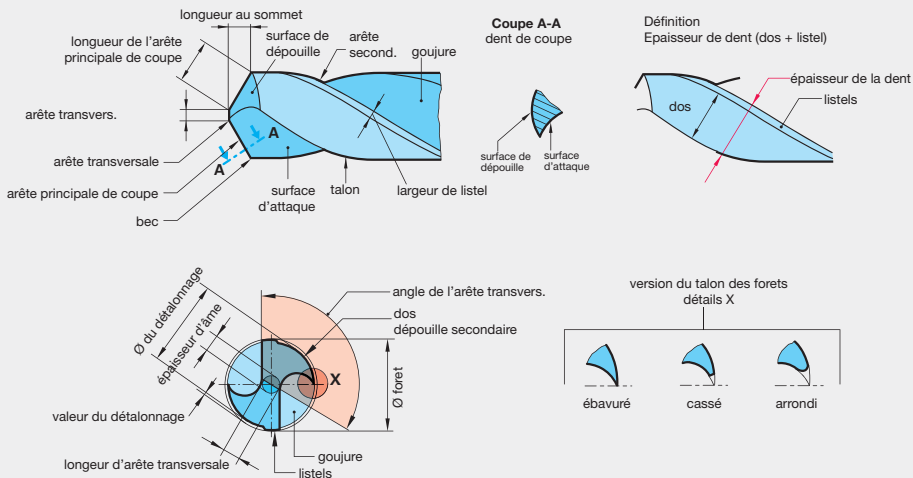 longueur au sommet
longueur de l'arête
principale de coupe
surface de
dépouille
arête
second.
goujure
arête transvers.
A
A
arête transversale
arête principale de coupe
bec
surface
d'attaque
talon
largeur de listel
Coupe A-A
dent de coupe
surface de
dépouille
surface
d'attaque
Définition
Epaisseur de dent (dos + listel)
épaisseur de la dent
listels
dos
Ø du détalonnage
épaisseur d'âme
valeur du détalonnage
longeur d'arête transversale
angle de l'arête transvers.
dos
dépouille secondaire
X
Ø foret
goujure
listels
version du talon des forets
détails X
ébavuré
cassé
arrondi